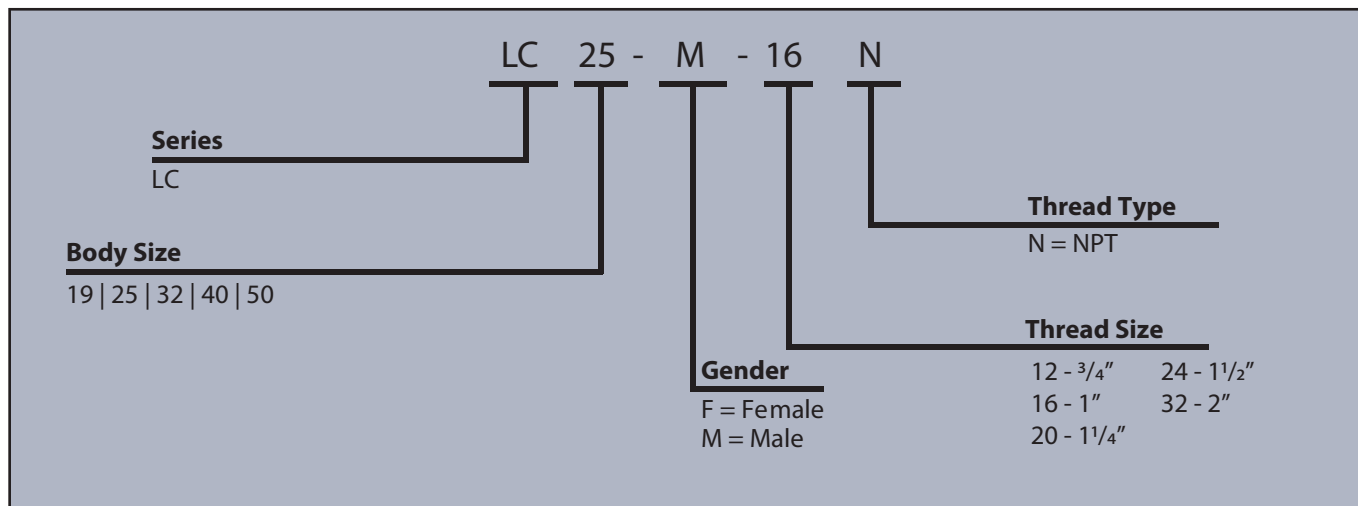 LC 25 - M - 16 N
Series
LC
Body Size
19 | 25 | 32 | 40 | 50
Gender
F = Female
M = Male
Thread Type
N = NPT
Thread Size
12 - 3/4” 24 - 11/2”
16 - 1” 32 - 2”
20 - 11/4”